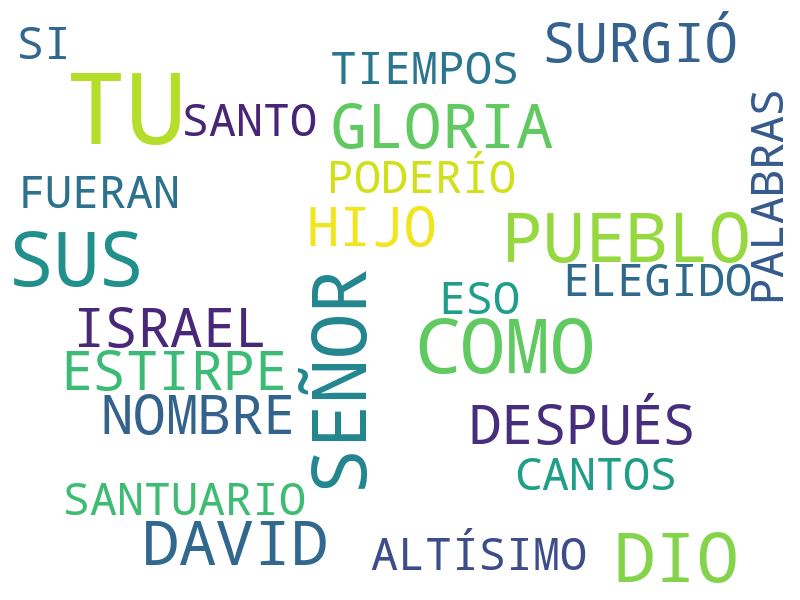 SI
SURGIÓ
TIEMPOS
TU
SANTO
GLORIA
PALABRAS
PODERÍO
FUERAN
HIJO
PUEBLO
SUS
ELEGIDO
SEÑOR
ESO
ISRAEL
COMO
ESTIRPE
NOMBRE
DESPUÉS
CANTOS
SANTUARIO
DAVID
ALTÍSIMO
DIO